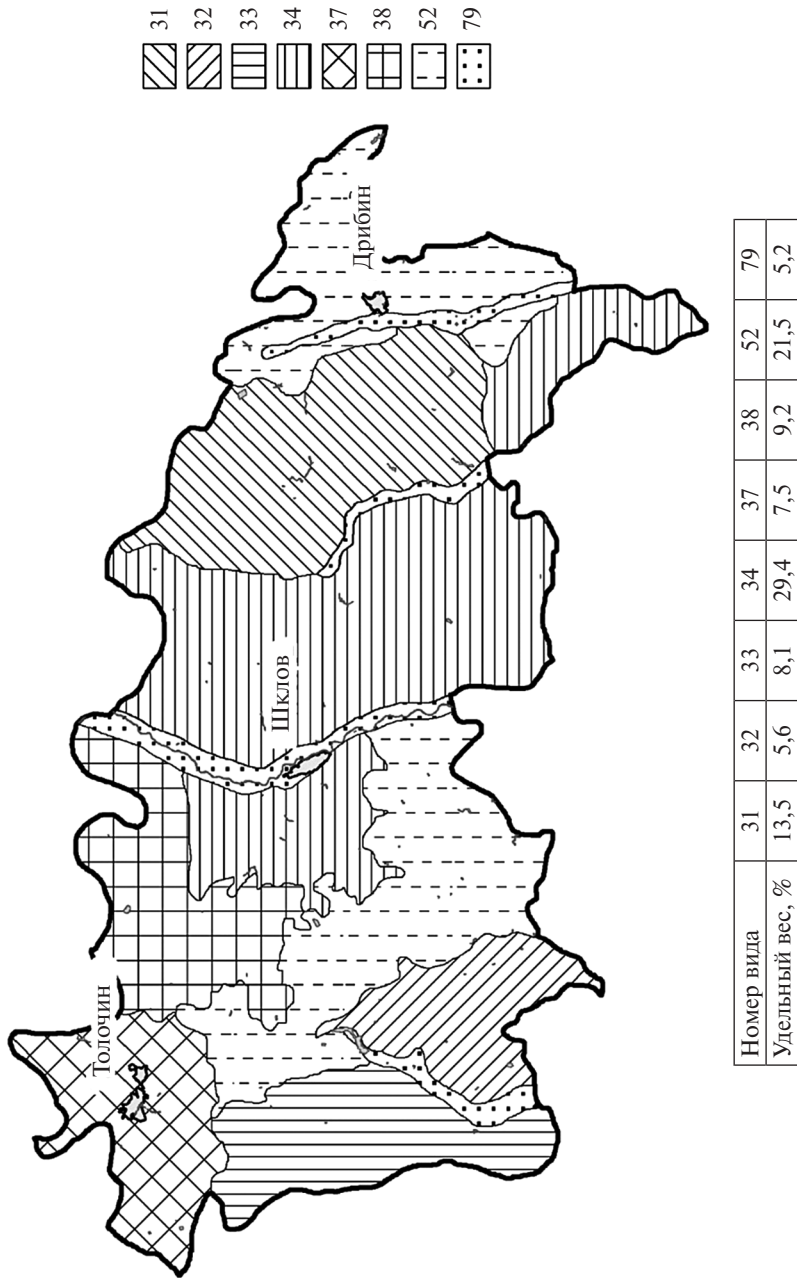 31
32
33
34
37
38
52
79
Толочин
Шклов
Дрибин
Номер вида 31 32 33 34 37 38 52 79
Удельный вес, % 13,5 5,6 8,1 29,4 7,5 9,2 21,5 5,2